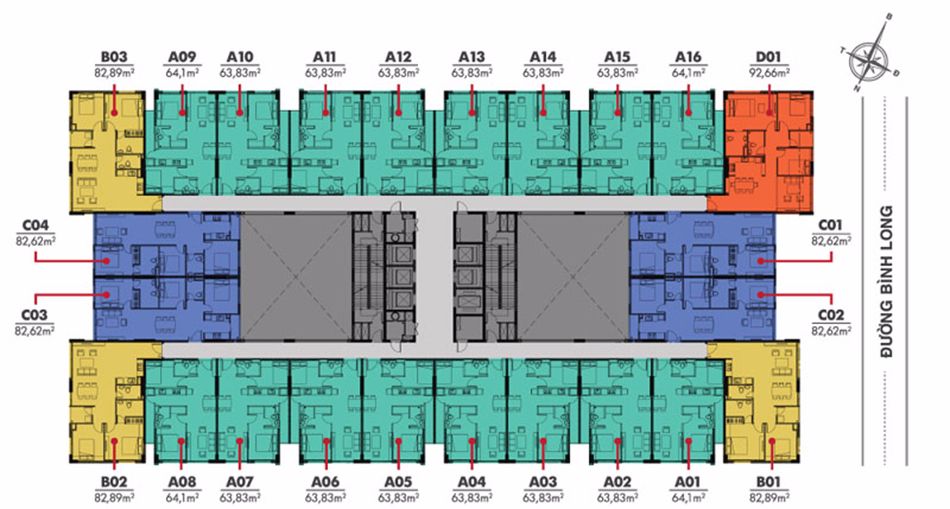 B03
82,89m²
A09
64,1m²
A10
63,83m²
A11
63,83m²
A12
63,83m²
A13
63,83m²
A14
63,83m²
A15
63,83m²
A16
64,1m²
D01
92,66m²
B
T
Đ
N
C04
82,62m²
C03
82,62m²
C01
82,62m²
C02
82,62m²
ĐƯỜNG BÌNH LONG
B02
82,89m²
A08
64,1m²
A07
63,83m²
A06
63,83m²
A05
63,83m²
A04
63,83m²
A03
63,83m²
A02
63,83m²
A01
64,1m²
B01
82,89m²